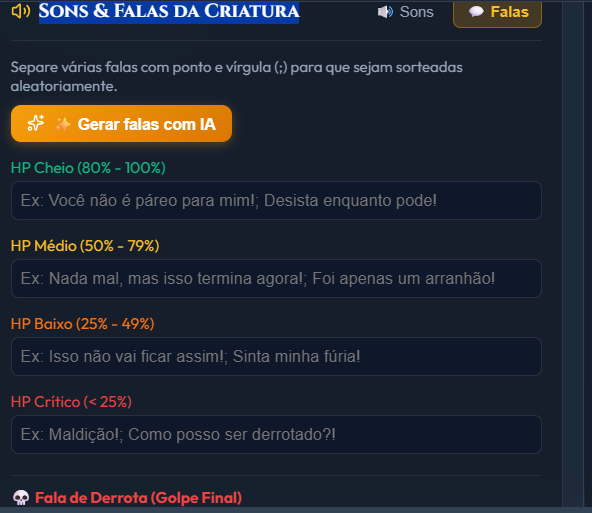 Sons & Falas da Criatura
Sons
Falas
Separe várias falas com ponto e vírgula (;) para que sejam sorteadas
aleatoriamente.
Gerar falas com IA
HP Cheio (80% - 100%)
Ex: Você não é páreo para mim!; Desista enquanto pode!
HP Médio (50% - 79%)
Ex: Nada mal, mas isso termina agora!; Foi apenas um arranhão!
HP Baixo (25% - 49%)
Ex: Isso não vai ficar assim!; Sinta minha fúria!
HP Crítico (< 25%)
Ex: Maldição!; Como posso ser derrotado?!
Fala de Derrota (Golpe Final)